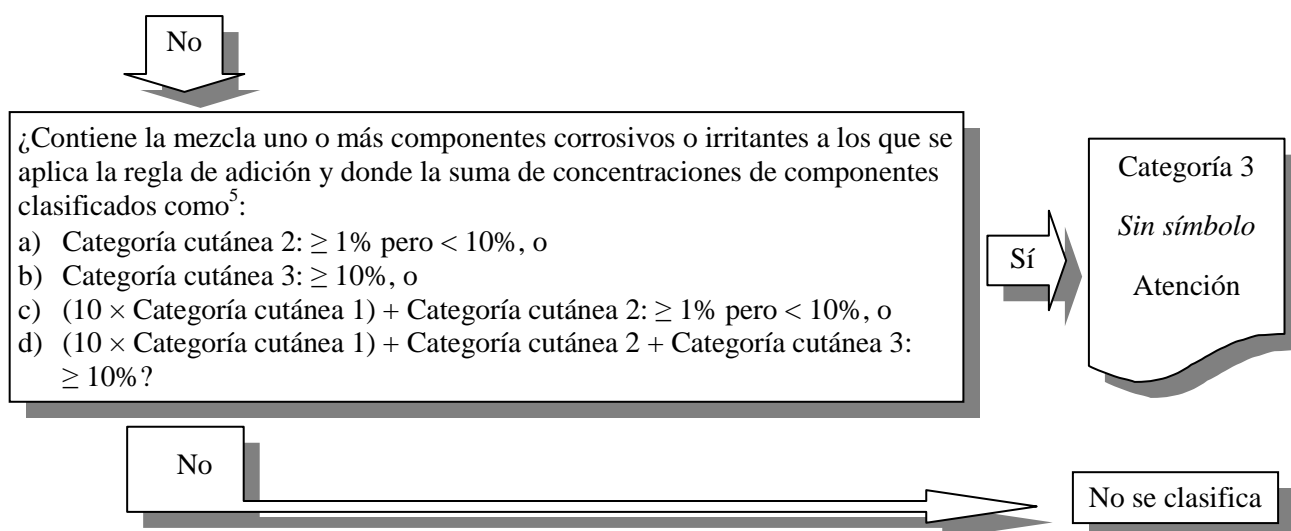 No
¿Contiene la mezcla uno o más componentes corrosivos o irritantes a los que se
aplica la regla de adición y donde la suma de concentraciones de componentes
clasificados como5:
a) Categoría cutánea 2: ≥ 1% pero < 10%, o
b) Categoría cutánea 3: ≥ 10%, o
c) (10 × Categoría cutánea 1) + Categoría cutánea 2: ≥ 1% pero < 10%, o
d) (10 × Categoría cutánea 1) + Categoría cutánea 2 + Categoría cutánea 3:
≥ 10%?
Sí
Categoría 3
Sin símbolo
Atención
No
No se clasifica